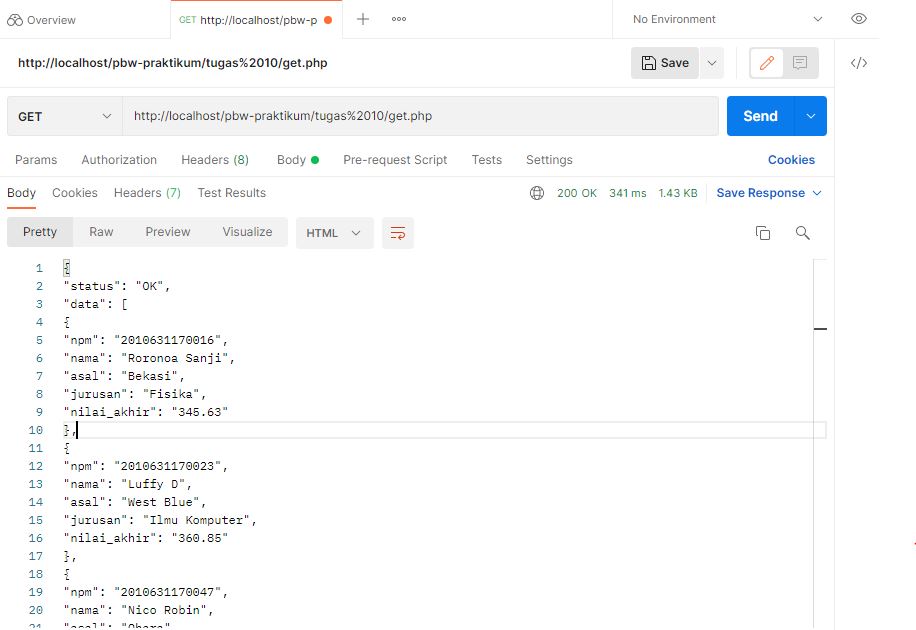 Overview
GET http://localhost/pbw-p
No Environment
http://localhost/pbw-praktikum/tugas%2010/get.php
Save
GET
http://localhost/pbw-praktikum/tugas%2010/get.php
Send
Params Authorization Headers (8) Body Pre-request Script Tests Settings Cookies
Body Cookies Headers (7) Test Results 200 OK 341 ms 1.43 KB Save Response
Pretty Raw Preview Visualize HTML
1 {
2 "status": "OK",
3 "data": [
4 {
5 "npm": "2010631170016",
6 "nama": "Roronoa Sanji",
7 "asal": "Bekasi",
8 "jurusan": "Fisika",
9 "nilai_akhir": "345.63"
10 },
11 {
12 "npm": "2010631170023",
13 "nama": "Luffy D",
14 "asal": "West Blue",
15 "jurusan": "Ilmu Komputer",
16 "nilai_akhir": "360.85"
17 },
18 {
19 "npm": "2010631170047",
20 "nama": "Nico Robin",
21 "asal": "Ohara"